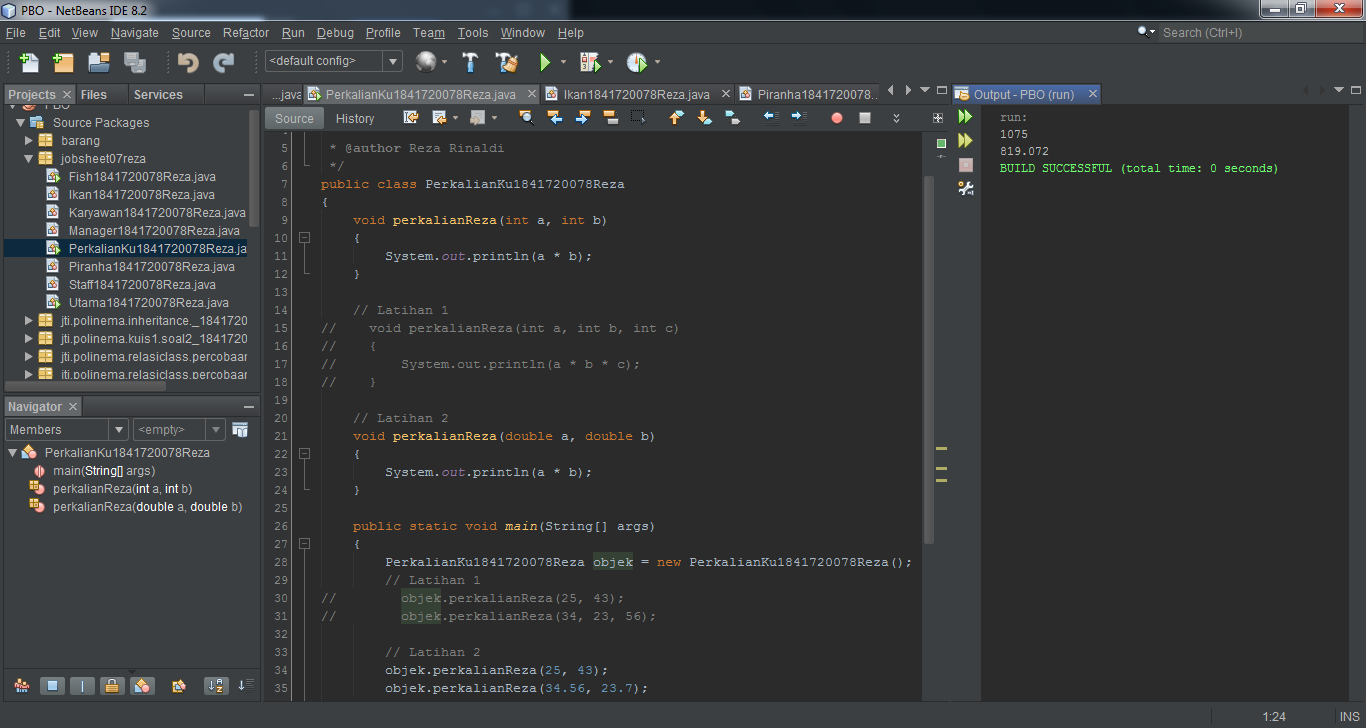 PBO - NetBeans IDE 8.2
File Edit View Navigate Source Refactor Run Debug Profile Team Tools Window Help
Search (Ctrl+I)
<default config>
Projects Files Services
PBO
Source Packages
barang
jobsheet07reza
Fish1841720078Reza.java
Ikan1841720078Reza.java
Karyawan1841720078Reza.java
Manager1841720078Reza.java
PerkalianKu1841720078Reza.ja
Piranha1841720078Reza.java
Staff1841720078Reza.java
Utama1841720078Reza.java
jti.polinema.inheritance._184172
jti.polinema.kuis1.soal2_184172
jti.polinema.relasiclass.percobaar
jti.polinema.relasiclass.percobaar
Navigator
Members <empty>
PerkalianKu1841720078Reza
main(String[] args)
perkalianReza(int a, int b)
perkalianReza(double a, double b)
...java PerkalianKu1841720078Reza.java Ikan1841720078Reza.java Piranha1841720078...
Source History
5 * @author Reza Rinaldi
6 */
7 public class PerkalianKu1841720078Reza
8 {
9 void perkalianReza(int a, int b)
10 {
11 System.out.println(a * b);
12 }
13
14 // Latihan 1
15 // void perkalianReza(int a, int b, int c)
16 // {
17 // System.out.println(a * b * c);
18 // }
19
20 // Latihan 2
21 void perkalianReza(double a, double b)
22 {
23 System.out.println(a * b);
24 }
25
26 public static void main(String[] args)
27 {
28 PerkalianKu1841720078Reza objek = new PerkalianKu1841720078Reza();
29 // Latihan 1
30 // objek.perkalianReza(25, 43);
31 // objek.perkalianReza(34, 23, 56);
32
33 // Latihan 2
34 objek.perkalianReza(25, 43);
35 objek.perkalianReza(34.56, 23.7);
Output - PBO (run)
run:
1075
819.072
BUILD SUCCESSFUL (total time: 0 seconds)
1:24 INS